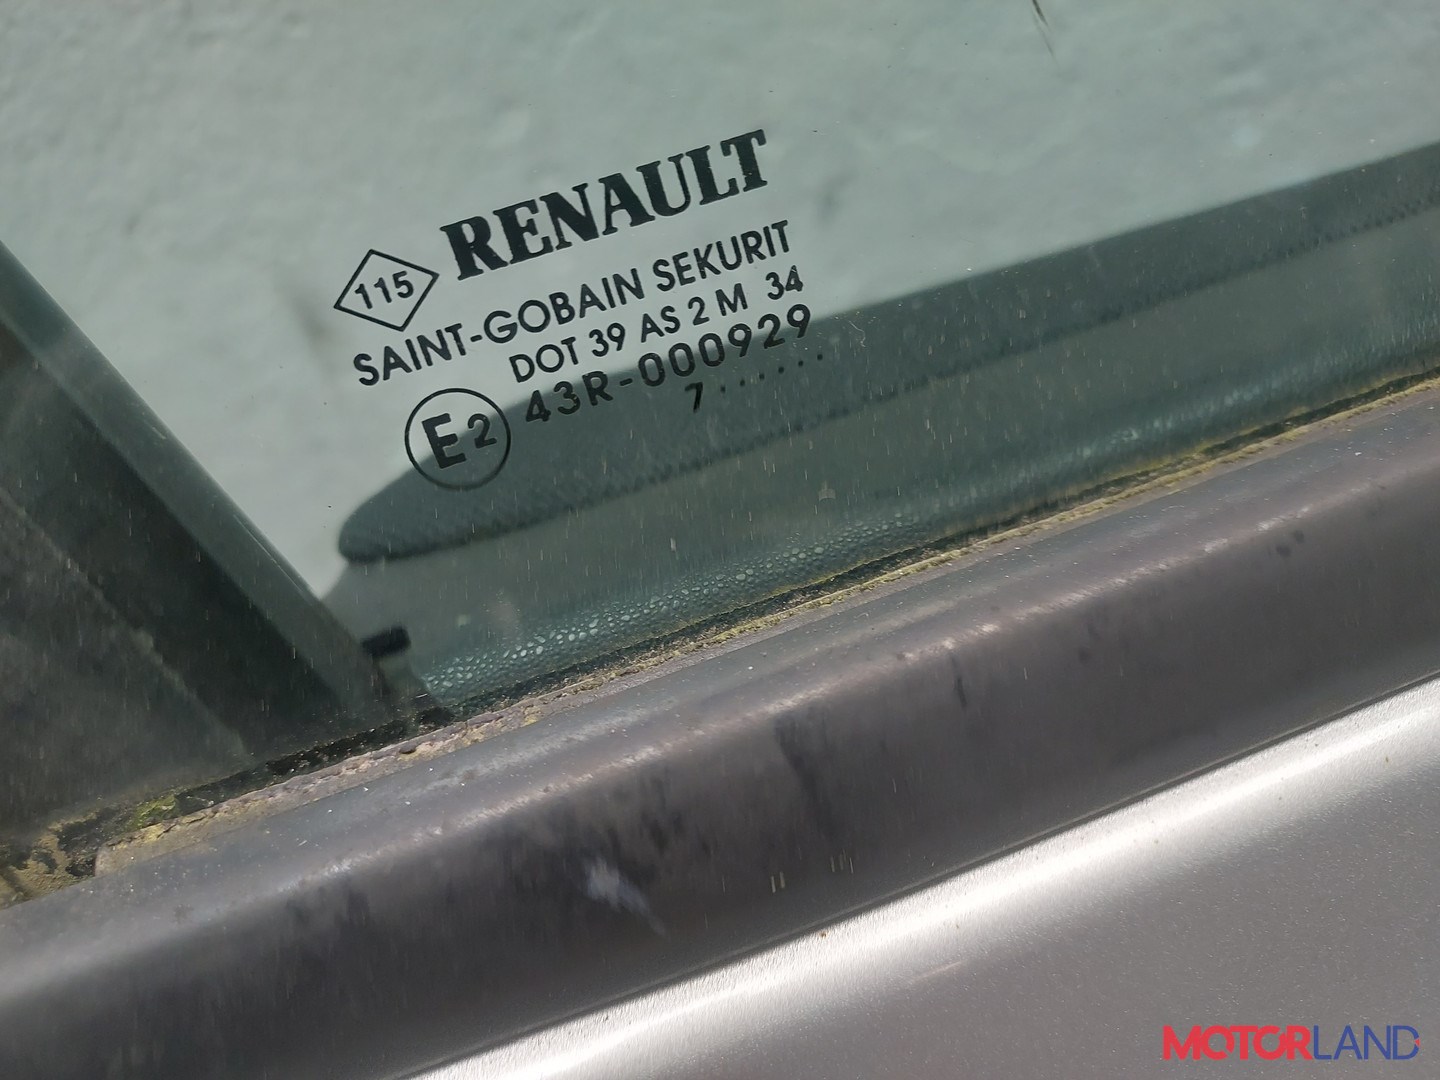 RENAULT
115
SAINT-GOBAIN SEKURIT
DOT 39 AS 2 M 34
E2 43R-000929
7 ......
MOTORLAND